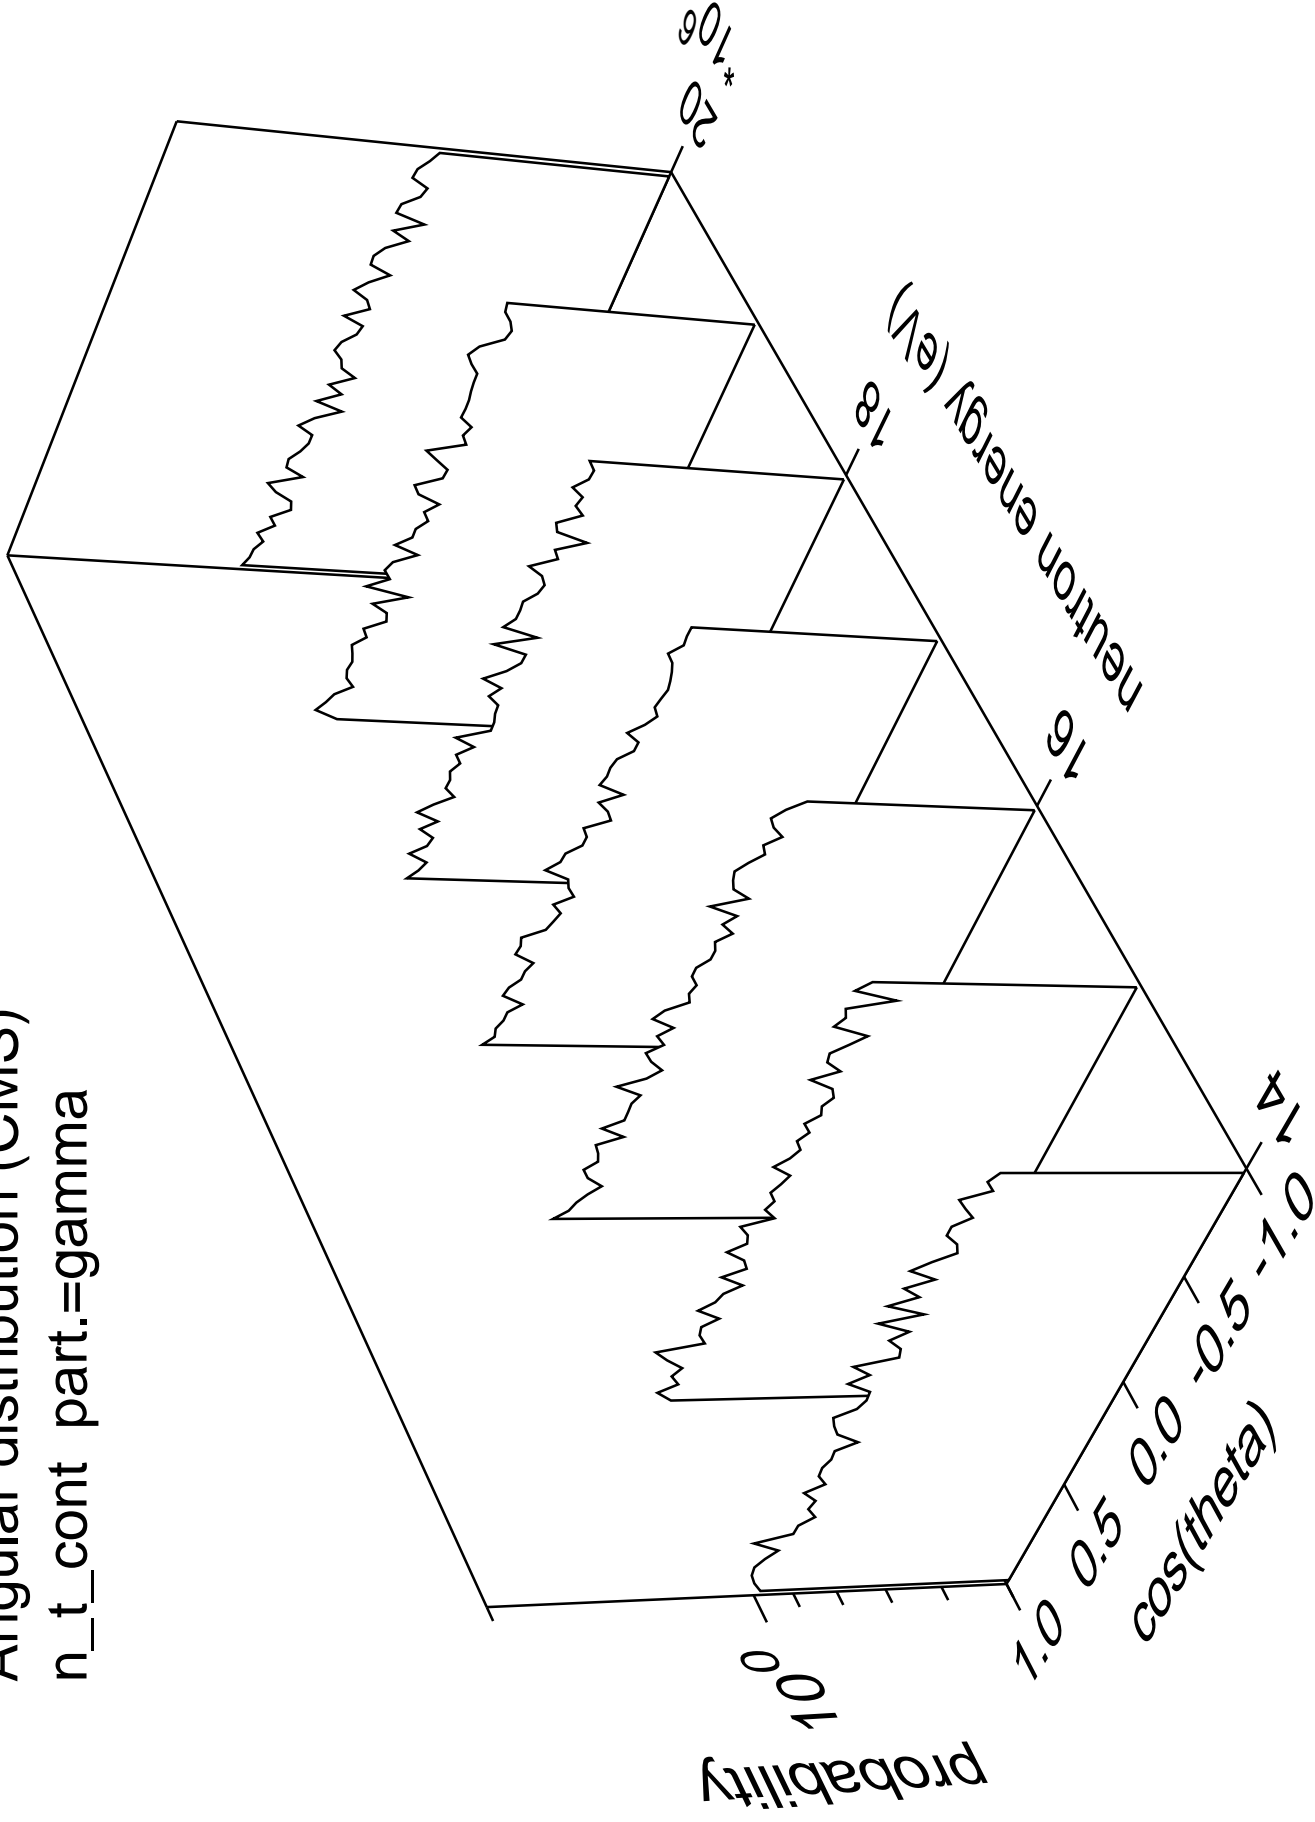 Angular distribution (CMS)
n_t_cont part.=gamma
probability
10^0
1.0 0.5 0.0 -0.5 -1.0
cos(theta)
14 16 18 20
*10^6
neutron energy (eV)